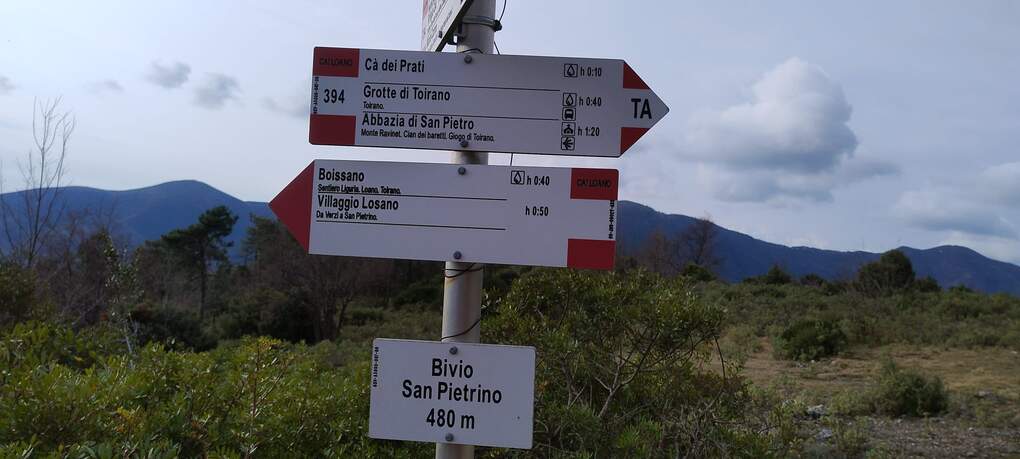 CAI LOANO
394
Cà dei Prati h 0:10
Grotte di Toirano h 0:40
Toirano.
Abbazia di San Pietro h 1:20
Monte Ravinet. Cian dei baretti. Giogo di Toirano.
TA
Boissano h 0:40
Sentiero Liguria. Loano. Toirano.
Villaggio Losano h 0:50
Da Verzi a San Pietrino.
CAI LOANO
Bivio
San Pietrino
480 m